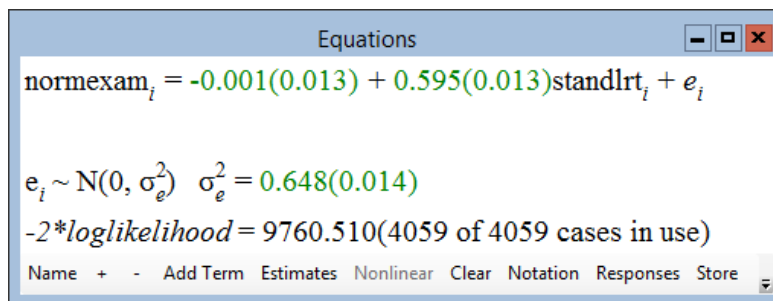 Equations
normexam_i = -0.001(0.013) + 0.595(0.013)standlrt_i + e_i
e_i ~ N(0, σ_e^2) σ_e^2 = 0.648(0.014)
-2*loglikelihood = 9760.510(4059 of 4059 cases in use)
Name + - Add Term Estimates Nonlinear Clear Notation Responses Store